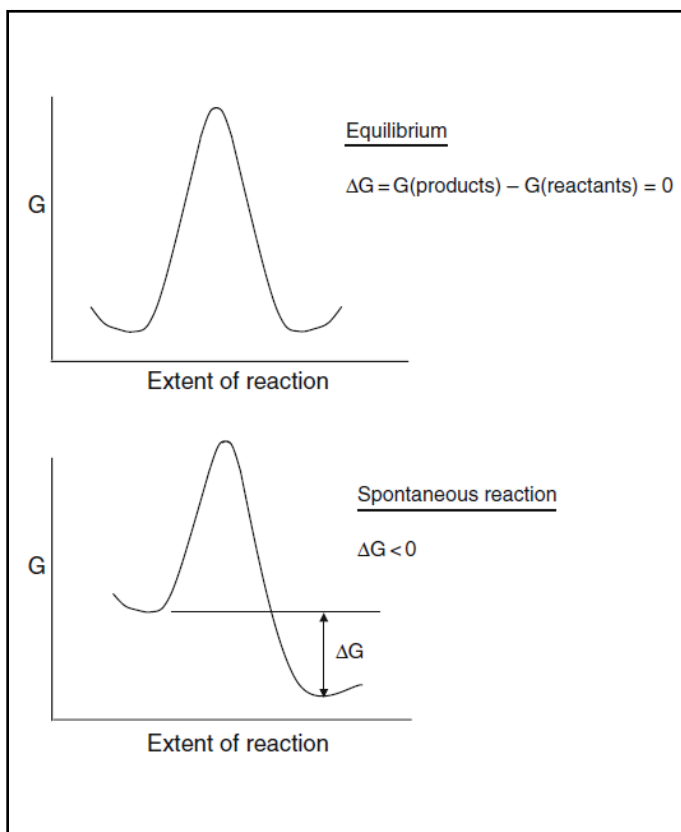 Equilibrium
ΔG = G(products) – G(reactants) = 0
G
Extent of reaction
Spontaneous reaction
ΔG < 0
G
ΔG
Extent of reaction